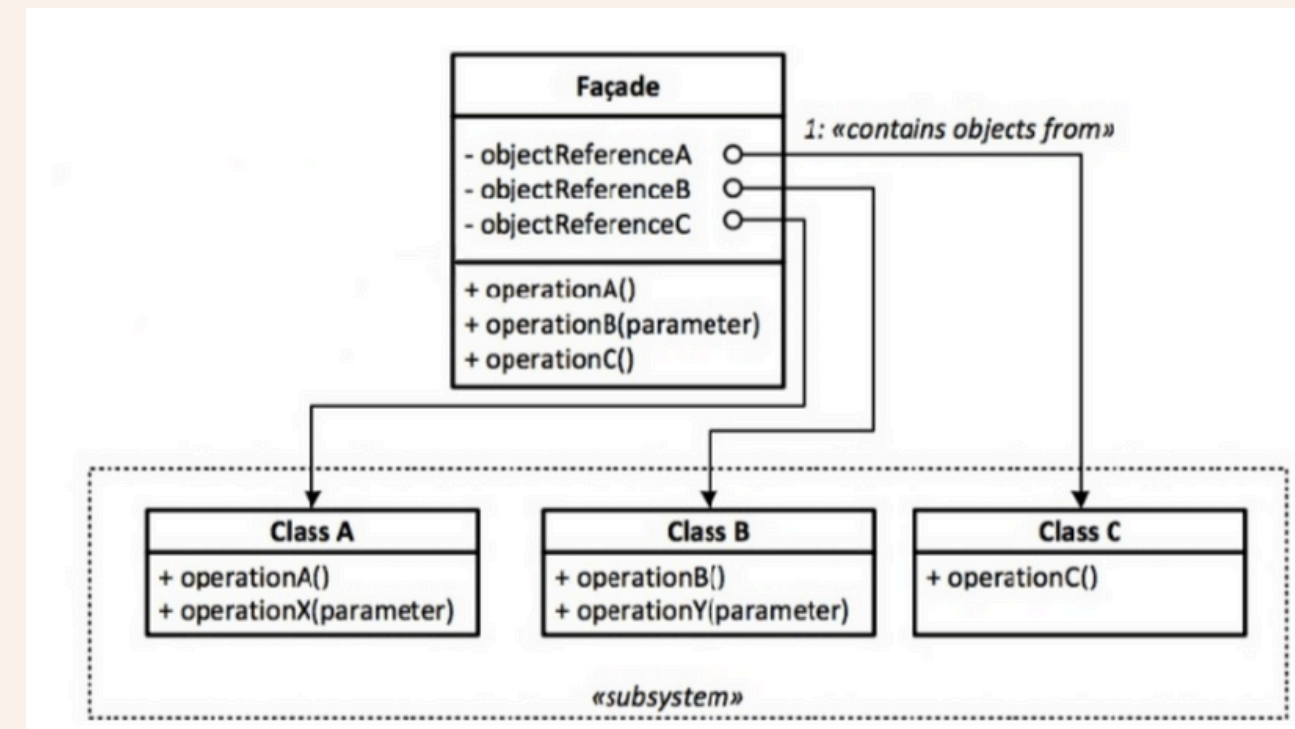 Façade
1: «contains objects from»
- objectReferenceA
- objectReferenceB
- objectReferenceC
+ operationA()
+ operationB(parameter)
+ operationC()
Class A
+ operationA()
+ operationX(parameter)
Class B
+ operationB()
+ operationY(parameter)
Class C
+ operationC()
«subsystem»